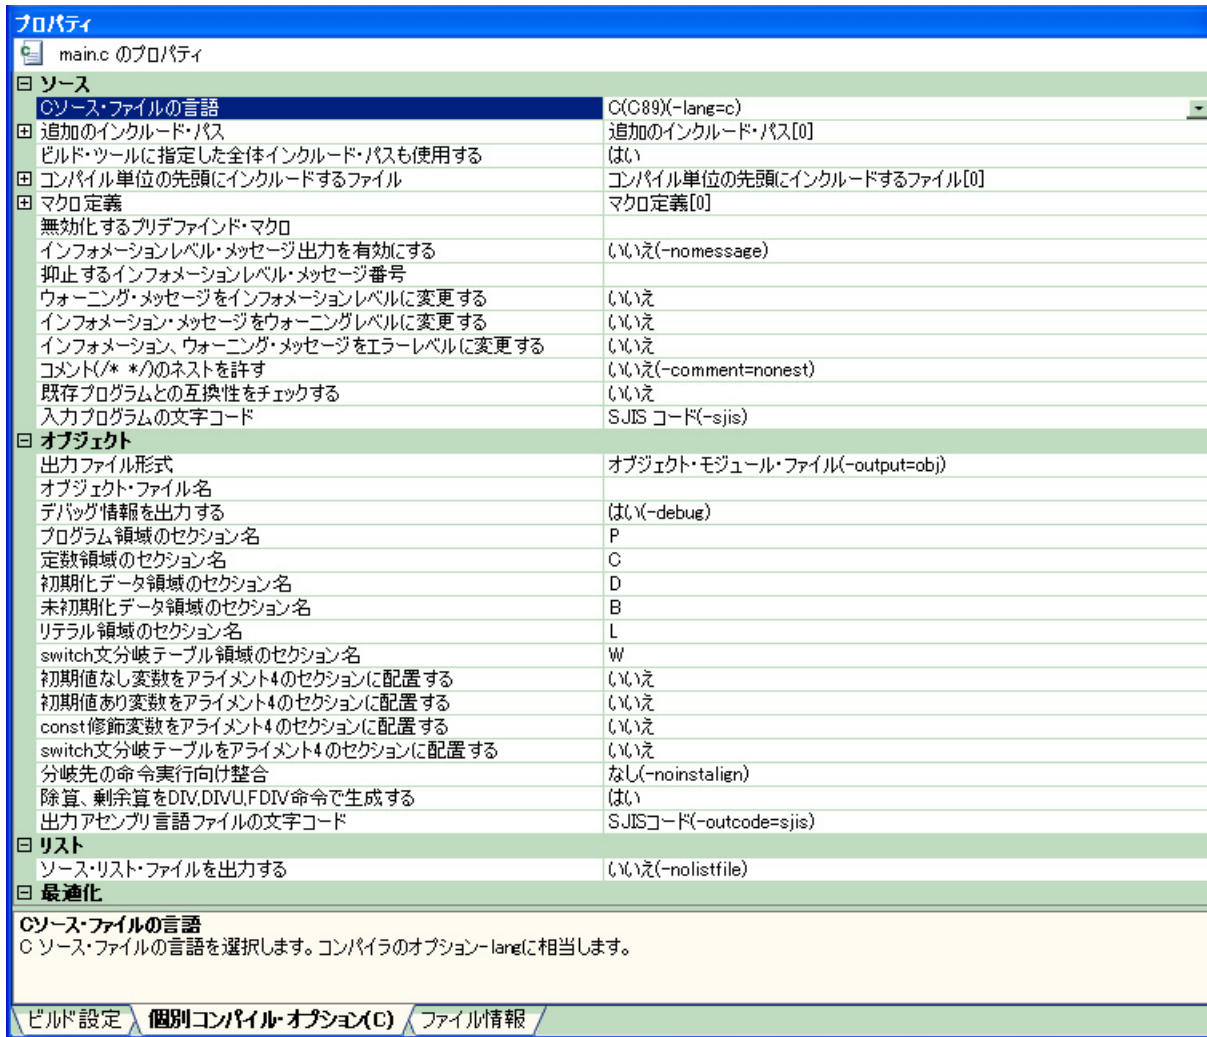 プロパティ
main.c のプロパティ
ソース
Cソース・ファイルの言語 C(C89)(-lang=c)
追加のインクルード・パス 追加のインクルード・パス[0]
ビルド・ツールに指定した全体インクルード・パスも使用する はい
コンパイル単位の先頭にインクルードするファイル コンパイル単位の先頭にインクルードするファイル[0]
マクロ定義 マクロ定義[0]
無効化するプリデファインド・マクロ
インフォメーションレベル・メッセージ出力を有効にする いいえ(-nomessage)
抑止するインフォメーションレベル・メッセージ番号
ウォーニング・メッセージをインフォメーションレベルに変更する いいえ
インフォメーション・メッセージをウォーニングレベルに変更する いいえ
インフォメーション、ウォーニング・メッセージをエラーレベルに変更する いいえ
コメント(/* */)のネストを許す いいえ(-comment=nonest)
既存プログラムとの互換性をチェックする いいえ
入力プログラムの文字コード SJIS コード(-sjis)
オブジェクト
出力ファイル形式 オブジェクト・モジュール・ファイル(-output=obj)
オブジェクト・ファイル名
デバッグ情報を出力する はい(-debug)
プログラム領域のセクション名 P
定数領域のセクション名 C
初期化データ領域のセクション名 D
未初期化データ領域のセクション名 B
リテラル領域のセクション名 L
switch文分岐テーブル領域のセクション名 W
初期値なし変数をアライメント4のセクションに配置する いいえ
初期値あり変数をアライメント4のセクションに配置する いいえ
const修飾変数をアライメント4のセクションに配置する いいえ
switch文分岐テーブルをアライメント4のセクションに配置する いいえ
分岐先の命令実行向け整合 なし(-noinstalign)
除算、剰余算をDIV,DIVU,FDIV命令で生成する はい
出力アセンブリ言語ファイルの文字コード SJISコード(-outcode=sjis)
リスト
ソース・リスト・ファイルを出力する いいえ(-nolistfile)
最適化
Cソース・ファイルの言語
C ソース・ファイルの言語を選択します。コンパイラのオプション-langに相当します。
ビルド設定 個別コンパイル・オプション(C) ファイル情報